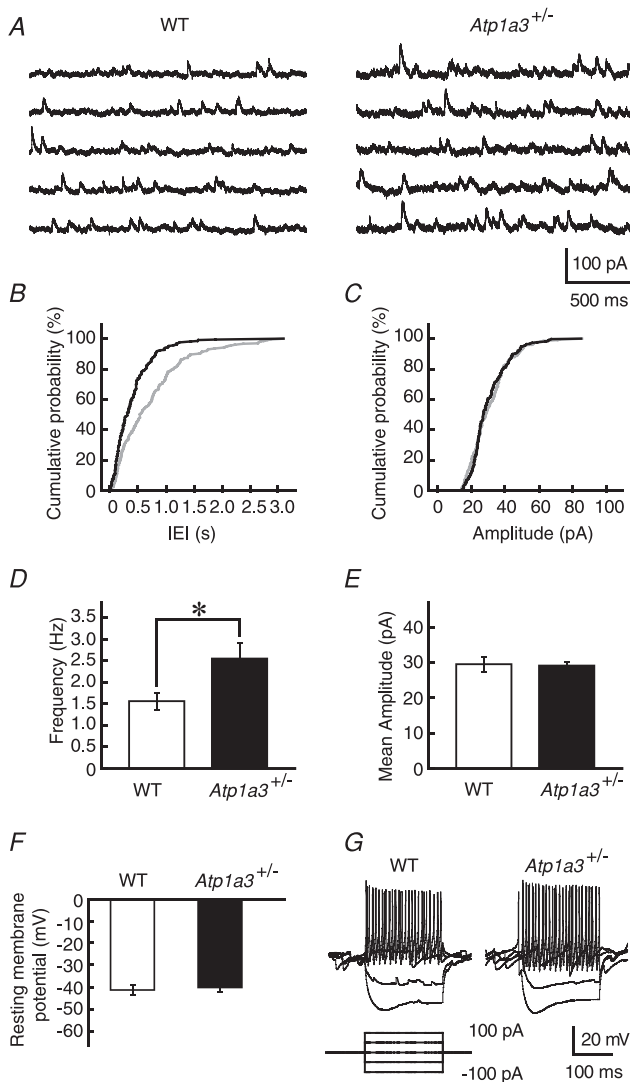 A
WT
Atp1a3+/-
100 pA
500 ms
B
Cumulative probability (%)
100
80
60
40
20
0
0 0.5 1.0 1.5 2.0 2.5 3.0
IEI (s)
C
Cumulative probability (%)
100
80
60
40
20
0
0 20 40 60 80 100
Amplitude (pA)
D
Frequency (Hz)
3.5
3.0
2.5
2.0
1.5
1.0
0.5
0
*
WT
Atp1a3+/-
E
Mean Amplitude (pA)
40
30
20
10
0
WT
Atp1a3+/-
F
WT
Atp1a3+/-
Resting membrane
potential (mV)
0
-10
-20
-30
-40
-50
-60
G
WT
Atp1a3+/-
100 pA
-100 pA
20 mV
100 ms